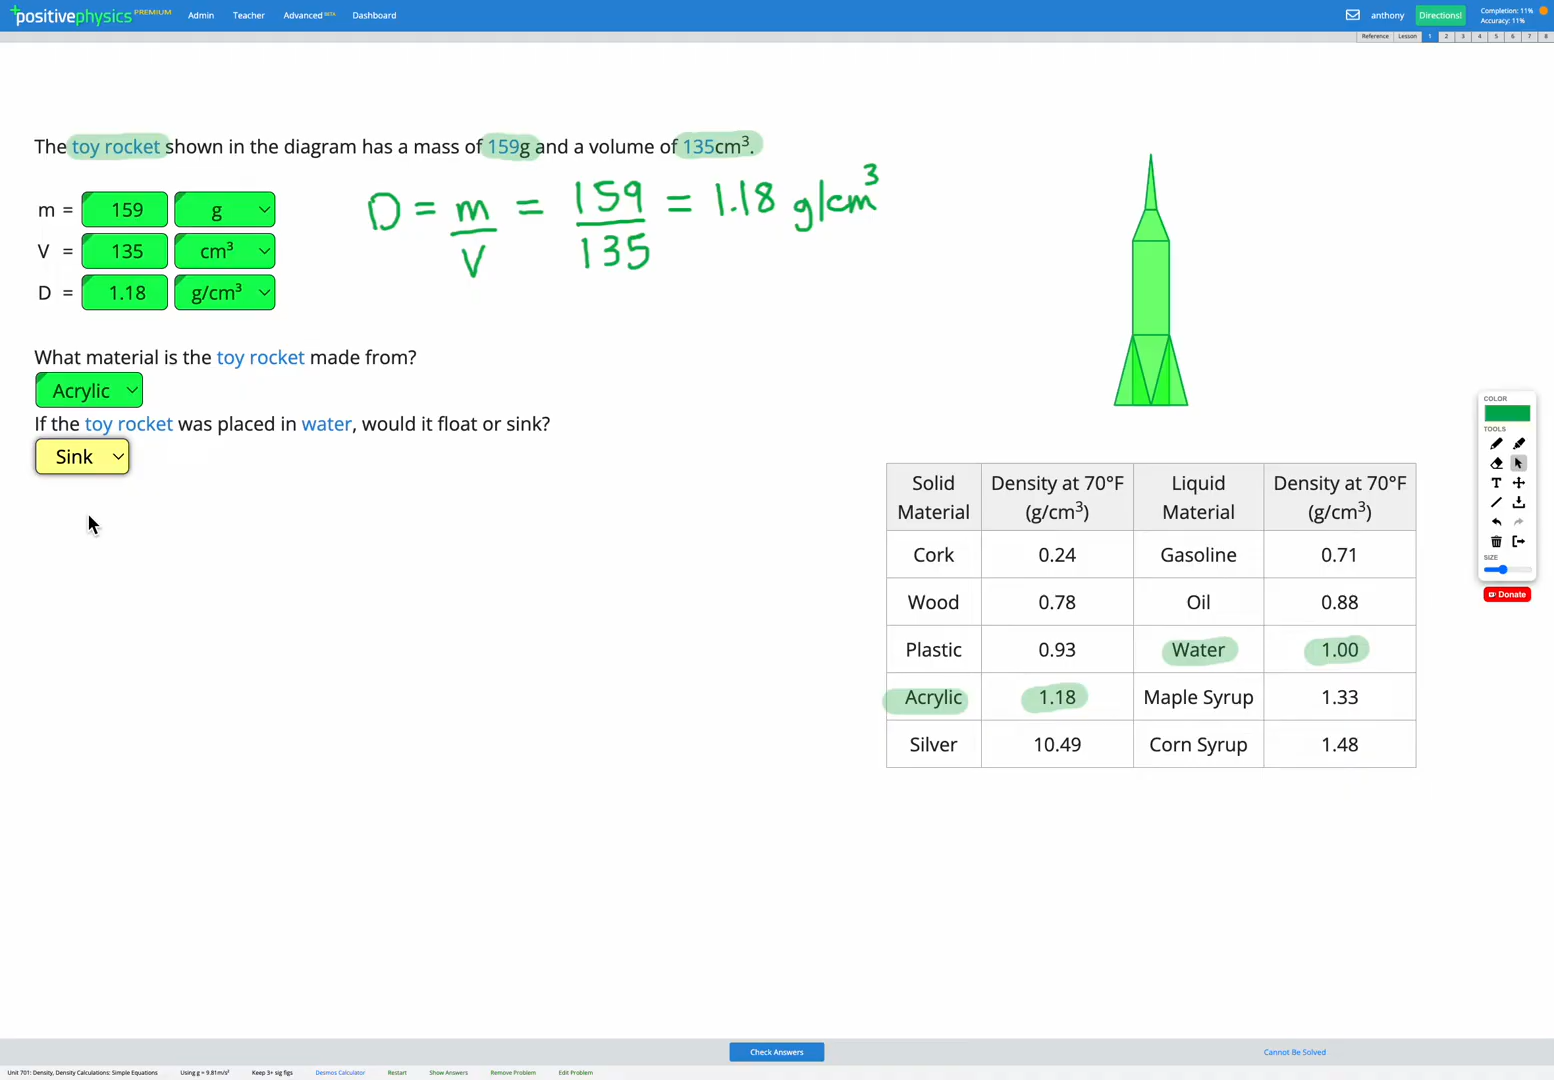 +positivephysics PREMIUM Admin Teacher Advanced BETA Dashboard anthony Directions! Completion: 11%
Accuracy: 11%
Reference Lesson 1 2 3 4 5 6 7 8
The toy rocket shown in the diagram has a mass of 159g and a volume of 135cm³.
m = 159 g
V = 135 cm³
D = 1.18 g/cm³
D = m/V = 159/135 = 1.18 g/cm³
What material is the toy rocket made from?
Acrylic
If the toy rocket was placed in water, would it float or sink?
Sink
Solid Material Density at 70°F (g/cm³) Liquid Material Density at 70°F (g/cm³)
Cork 0.24 Gasoline 0.71
Wood 0.78 Oil 0.88
Plastic 0.93 Water 1.00
Acrylic 1.18 Maple Syrup 1.33
Silver 10.49 Corn Syrup 1.48
COLOR
TOOLS
T
SIZE
Donate
Check Answers Cannot Be Solved
Unit 701: Density, Density Calculations: Simple Equations Using g = 9.81m/s² Keep 3+ sig figs Desmos Calculator Restart Show Answers Remove Problem Edit Problem